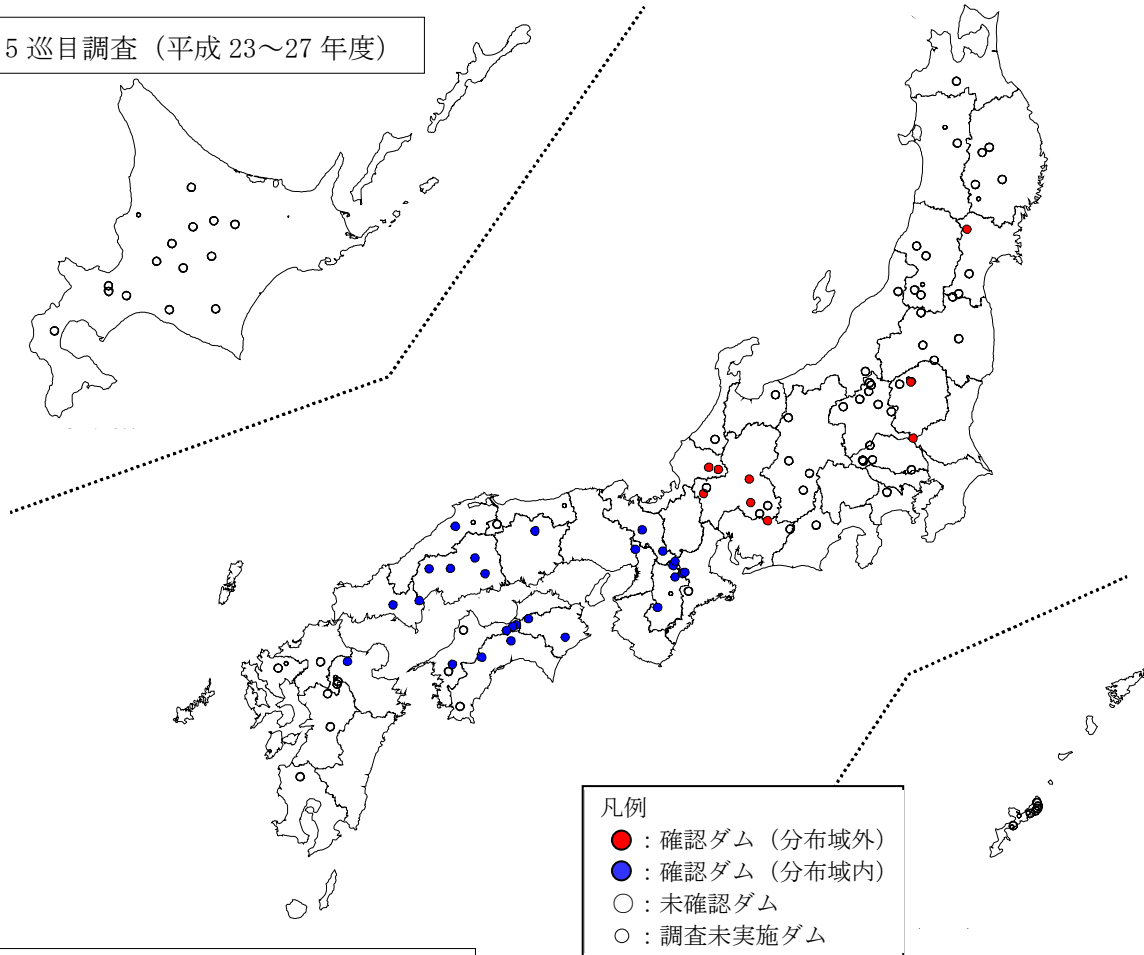 5 巡目調査（平成 23～27 年度）
凡例
：確認ダム（分布域外）
：確認ダム（分布域内）
：未確認ダム
：調査未実施ダム